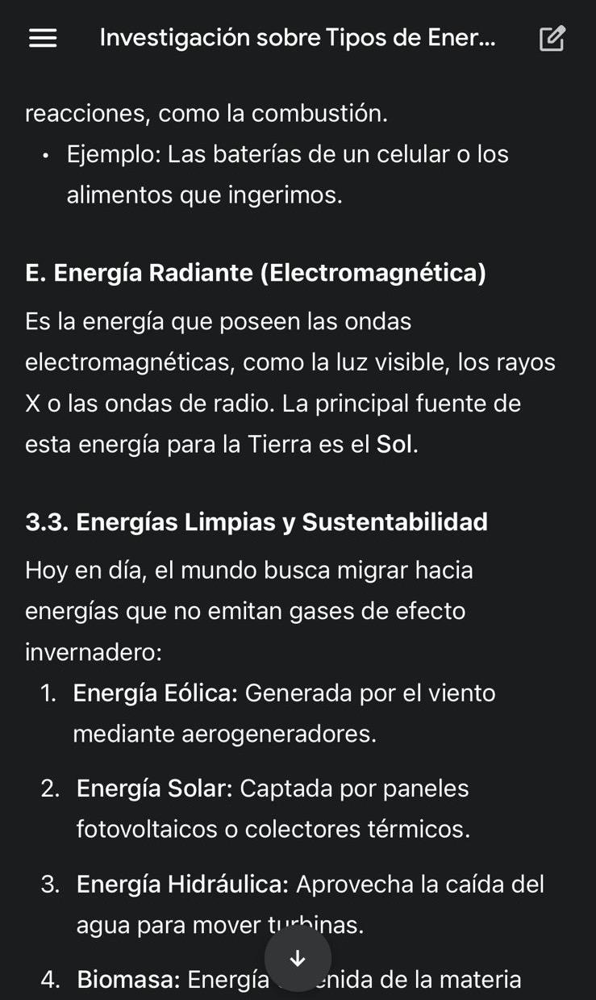 Investigación sobre Tipos de Ener...
reacciones, como la combustión.
• Ejemplo: Las baterías de un celular o los
alimentos que ingerimos.
E. Energía Radiante (Electromagnética)
Es la energía que poseen las ondas
electromagnéticas, como la luz visible, los rayos
X o las ondas de radio. La principal fuente de
esta energía para la Tierra es el Sol.
3.3. Energías Limpias y Sustentabilidad
Hoy en día, el mundo busca migrar hacia
energías que no emitan gases de efecto
invernadero:
1. Energía Eólica: Generada por el viento
mediante aerogeneradores.
2. Energía Solar: Captada por paneles
fotovoltaicos o colectores térmicos.
3. Energía Hidráulica: Aprovecha la caída del
agua para mover turbinas.
4. Biomasa: Energía de la materia